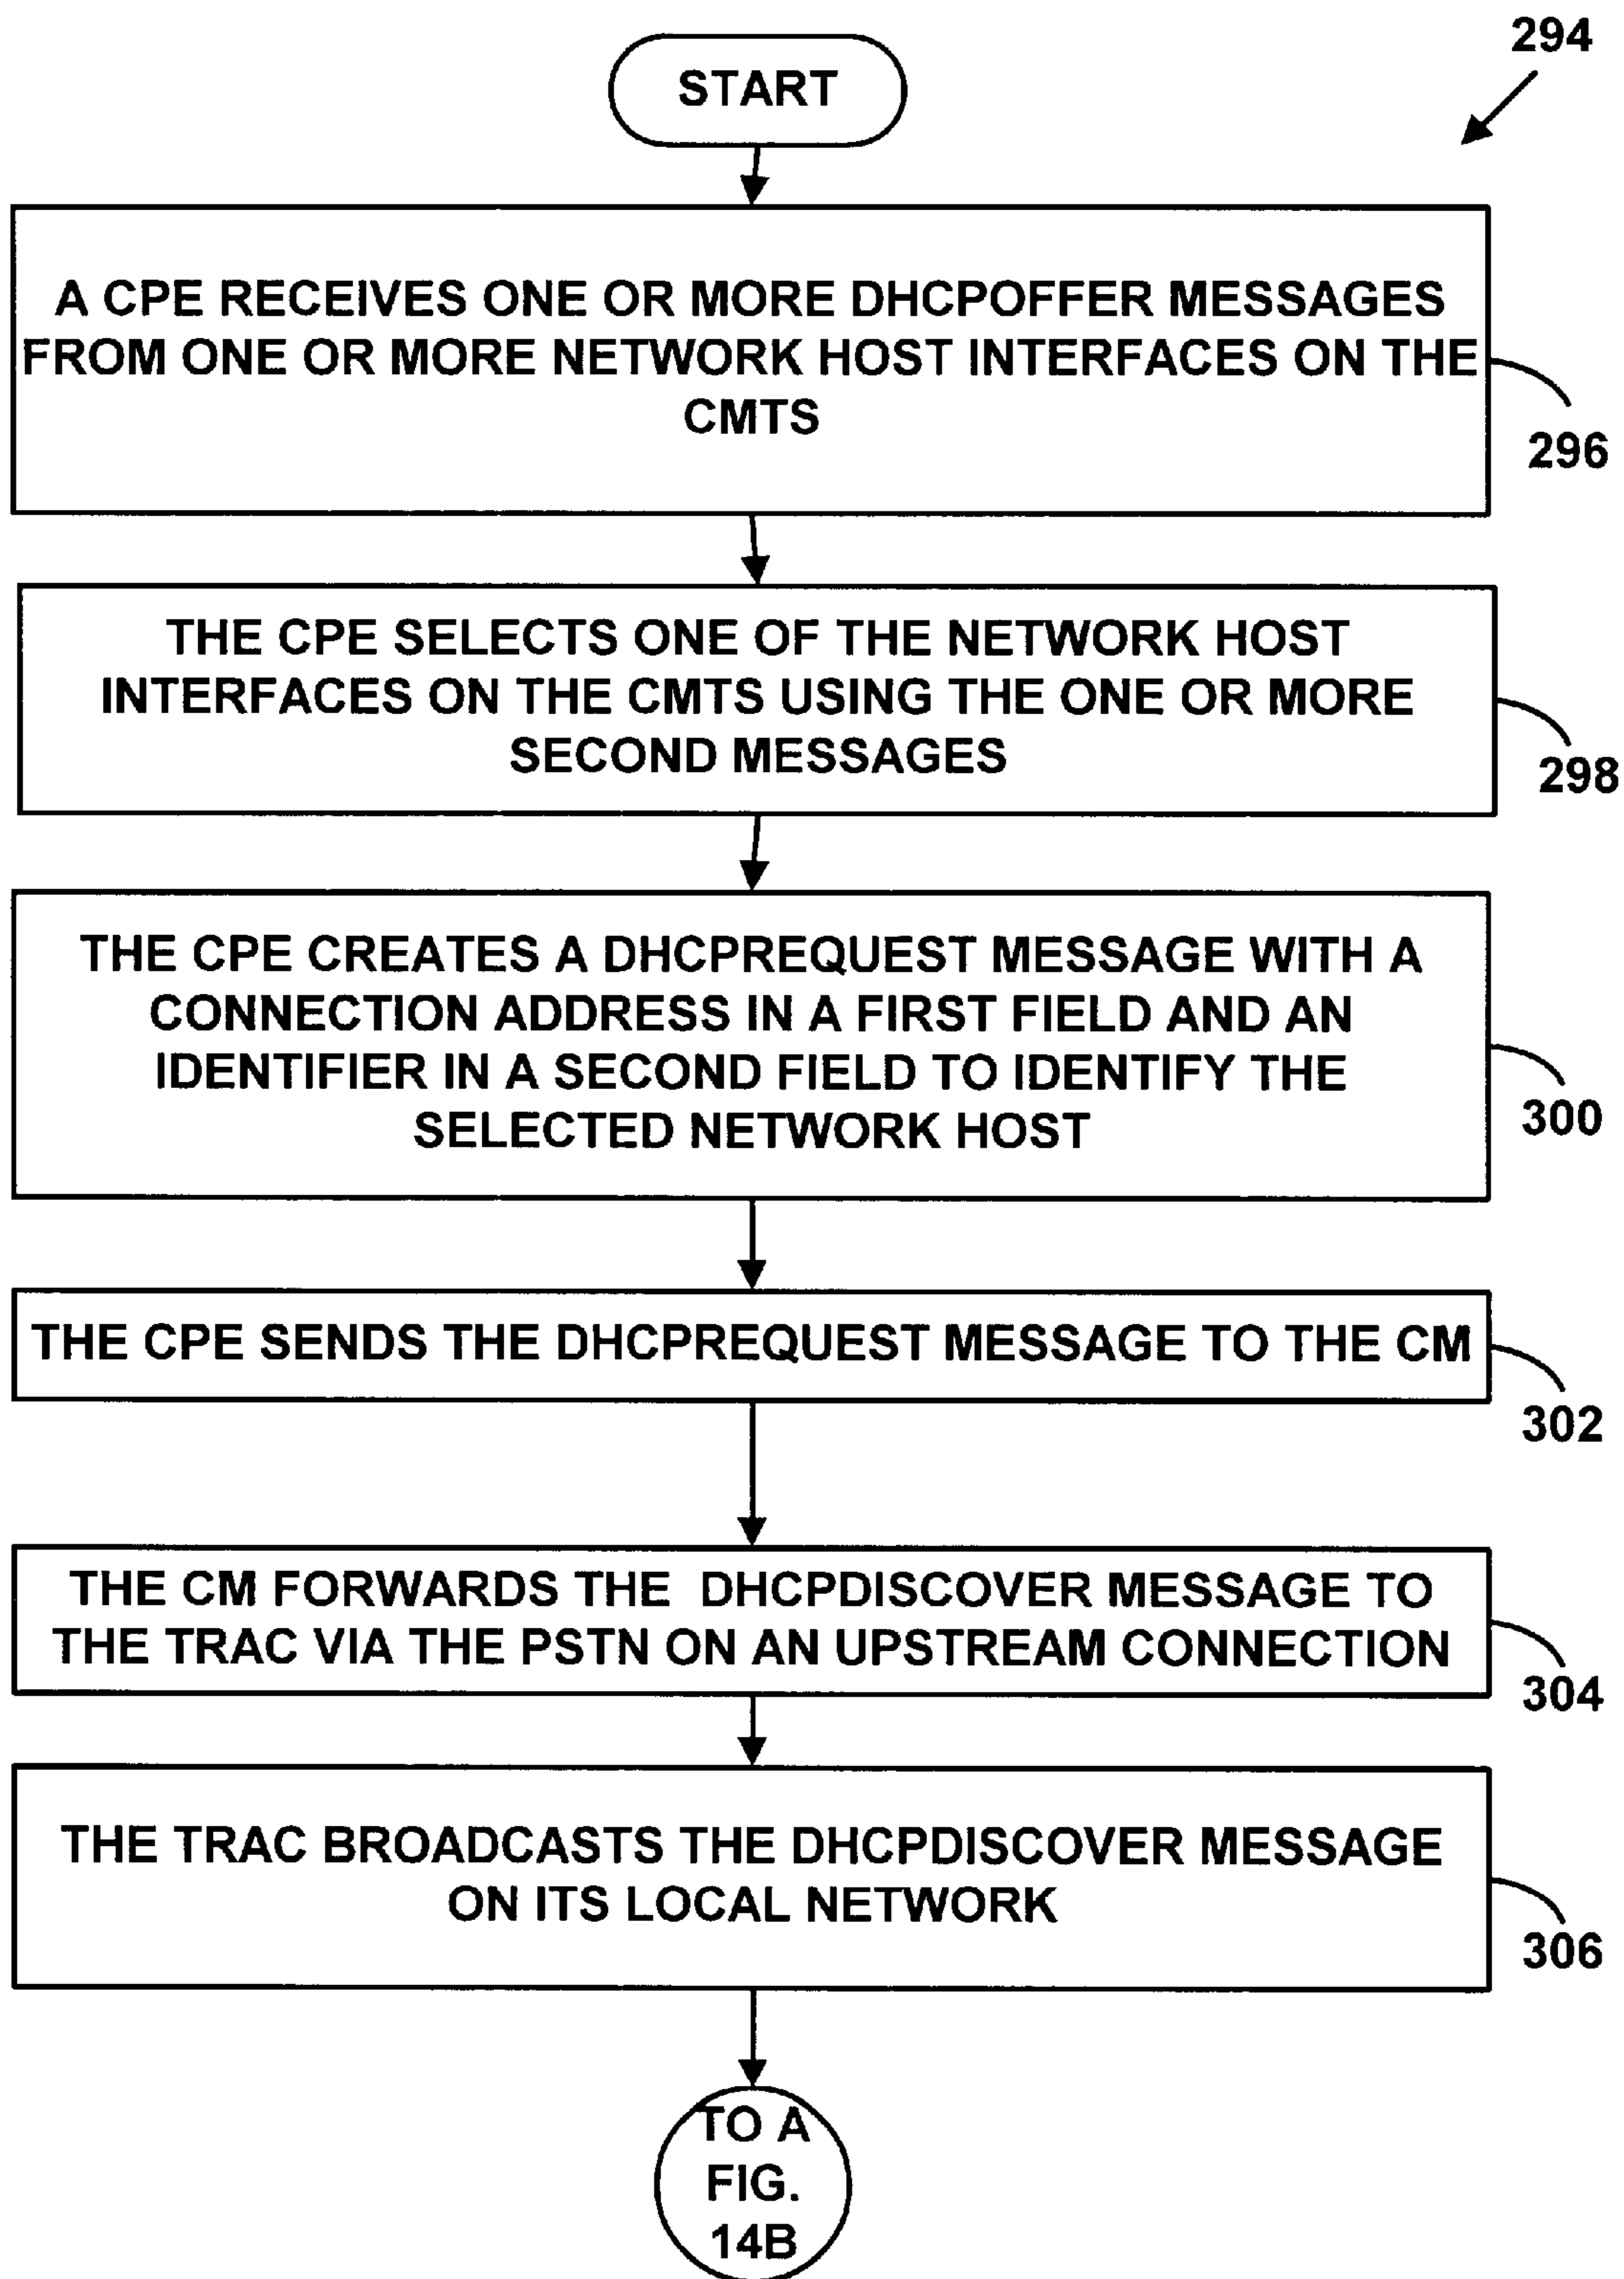 294
START
A CPE RECEIVES ONE OR MORE DHCPOFFER MESSAGES
FROM ONE OR MORE NETWORK HOST INTERFACES ON THE
CMTS
296
THE CPE SELECTS ONE OF THE NETWORK HOST
INTERFACES ON THE CMTS USING THE ONE OR MORE
SECOND MESSAGES
298
THE CPE CREATES A DHCPREQUEST MESSAGE WITH A
CONNECTION ADDRESS IN A FIRST FIELD AND AN
IDENTIFIER IN A SECOND FIELD TO IDENTIFY THE
SELECTED NETWORK HOST
300
THE CPE SENDS THE DHCPREQUEST MESSAGE TO THE CM
302
THE CM FORWARDS THE DHCPDISCOVER MESSAGE TO
THE TRAC VIA THE PSTN ON AN UPSTREAM CONNECTION
304
THE TRAC BROADCASTS THE DHCPDISCOVER MESSAGE
ON ITS LOCAL NETWORK
306
TO A
FIG.
14B